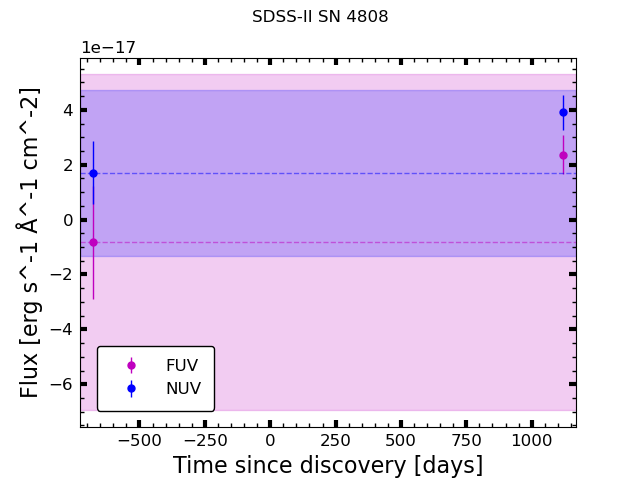 SDSS-II SN 4808
1e−17
Flux [erg s^-1 Å^-1 cm^-2]
4
2
0
−2
−4
−6
FUV
NUV
−500 −250 0 250 500 750 1000
Time since discovery [days]